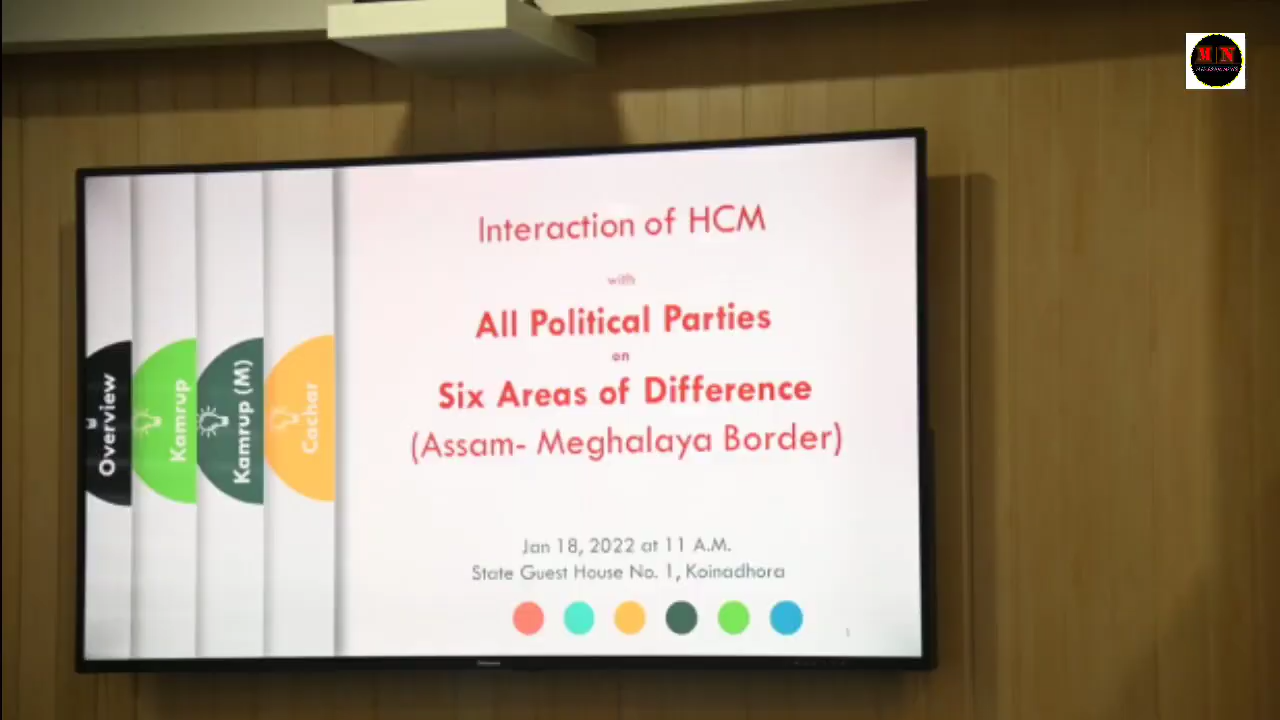 Interaction of HCM
with
All Political Parties
on
Six Areas of Difference
(Assam- Meghalaya Border)
Jan 18, 2022 at 11 A.M.
State Guest House No. 1, Koinadhora
1
Overview
Kamrup
Kamrup (M)
Cachar
M N